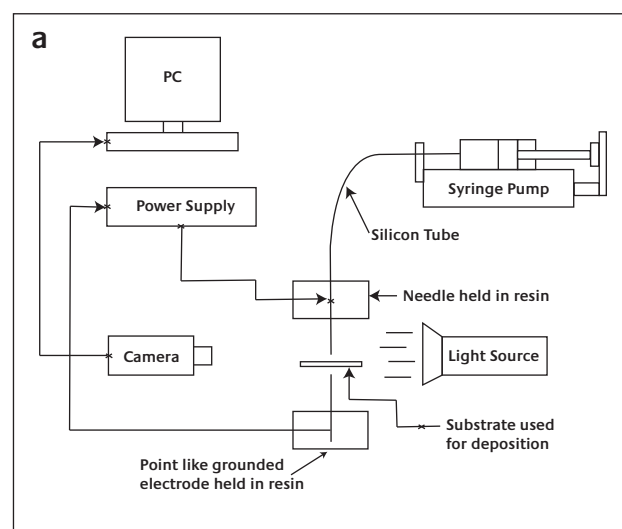 a
PC
Power Supply
Syringe Pump
Silicon Tube
Needle held in resin
Camera
Light Source
Substrate used
for deposition
Point like grounded
electrode held in resin